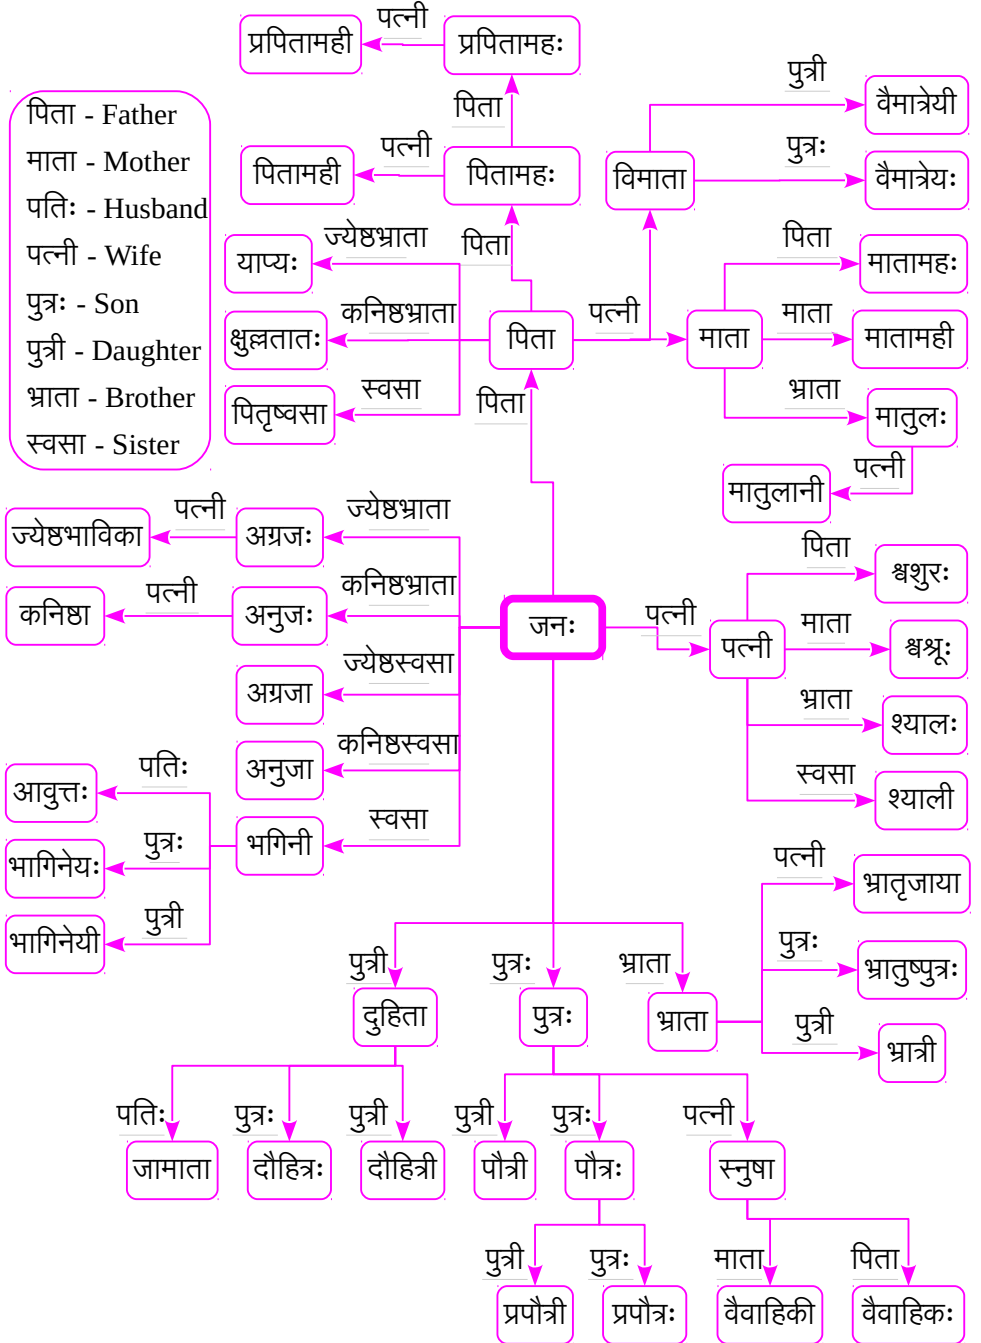 पत्नी
प्रपितामही
प्रपितामहः
पिता
पत्नी
पितामही
पितामहः
पिता
पिता - Father
माता - Mother
पतिः - Husband
पत्नी - Wife
पुत्रः - Son
पुत्री - Daughter
भ्राता - Brother
स्वसा - Sister
पुत्री
वैमात्रेयी
पुत्रः
विमाता
वैमात्रेयः
ज्येष्ठभ्राता
याप्यः
कनिष्ठभ्राता
क्षुल्लतातः
स्वसा
पितृष्वसा
पिता
पिता
पत्नी
माता
पिता
मातामहः
माता
मातामही
भ्राता
मातुलः
पत्नी
मातुलानी
पत्नी
ज्येष्ठभ्राता
ज्येष्ठभाविका
अग्रजः
पत्नी
कनिष्ठभ्राता
कनिष्ठा
अनुजः
ज्येष्ठस्वसा
अग्रजा
कनिष्ठस्वसा
अनुजा
स्वसा
भगिनी
पतिः
आवुत्तः
पुत्रः
भागिनेयः
पुत्री
भागिनेयी
जनः
पत्नी
पत्नी
पिता
श्वशुरः
माता
श्वश्रूः
भ्राता
श्यालः
स्वसा
श्याली
पुत्री
पुत्रः
भ्राता
दुहिता
पुत्रः
भ्राता
पत्नी
भ्रातृजाया
पुत्रः
भ्रातुष्पुत्रः
पुत्री
भ्रात्री
पतिः
पुत्रः
पुत्री
पुत्री
पुत्रः
पत्नी
जामाता
दौहित्रः
दौहित्री
पौत्री
पौत्रः
स्नुषा
पुत्री
पुत्रः
माता
पिता
प्रपौत्री
प्रपौत्रः
वैवाहिकी
वैवाहिकः